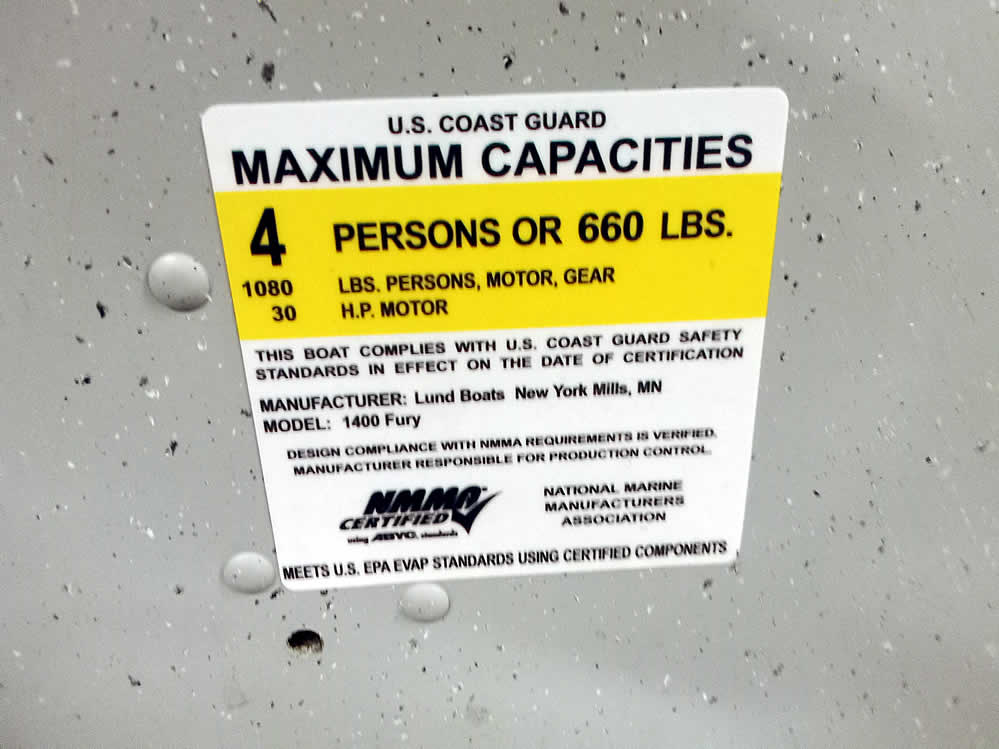 U.S. COAST GUARD
MAXIMUM CAPACITIES
4 PERSONS OR 660 LBS.
1080 LBS. PERSONS, MOTOR, GEAR
30 H.P. MOTOR
THIS BOAT COMPLIES WITH U.S. COAST GUARD SAFETY
STANDARDS IN EFFECT ON THE DATE OF CERTIFICATION
MANUFACTURER: Lund Boats New York Mills, MN
MODEL: 1400 Fury
DESIGN COMPLIANCE WITH NMMA REQUIREMENTS IS VERIFIED.
MANUFACTURER RESPONSIBLE FOR PRODUCTION CONTROL.
NMMA
CERTIFIED
using ABYC. standards
NATIONAL MARINE
MANUFACTURERS
ASSOCIATION
MEETS U.S. EPA EVAP STANDARDS USING CERTIFIED COMPONENTS